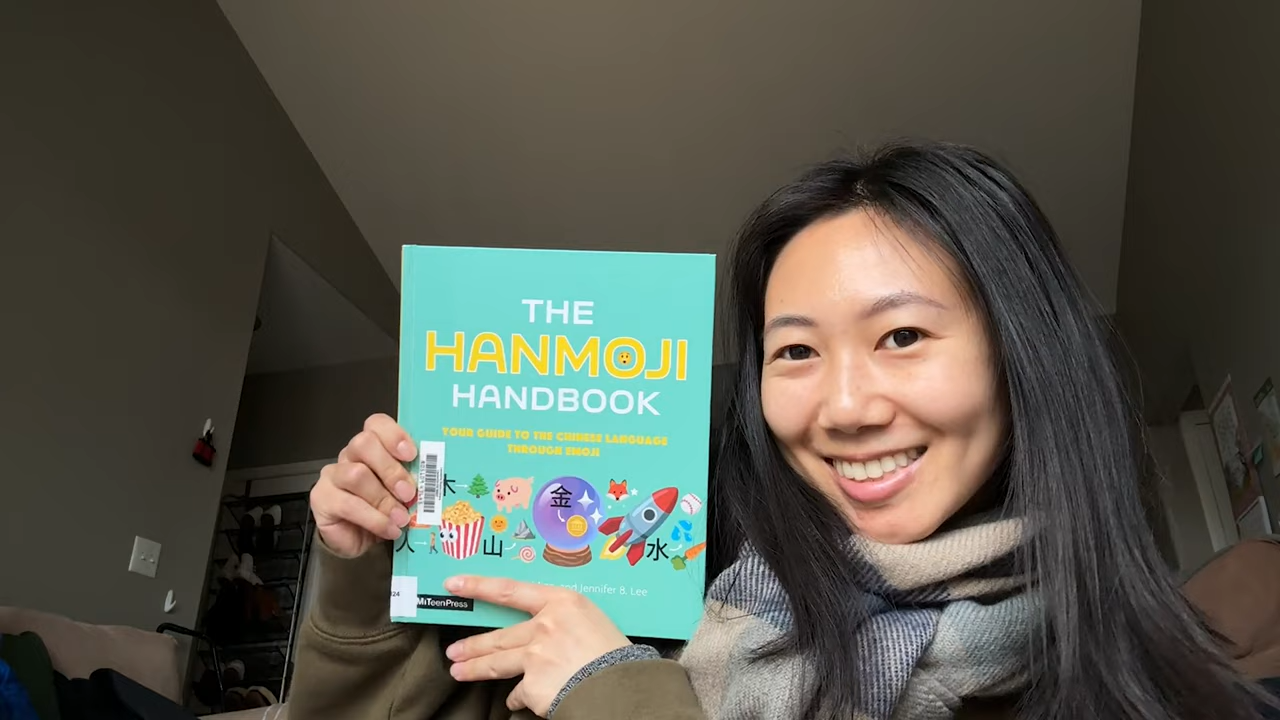 THE
HANMOJI
HANDBOOK
YOUR GUIDE TO THE CHINESE LANGUAGE
THROUGH EMOJI
木
金
人
山
水
and Jennifer 8. Lee
MiTeenPress
24